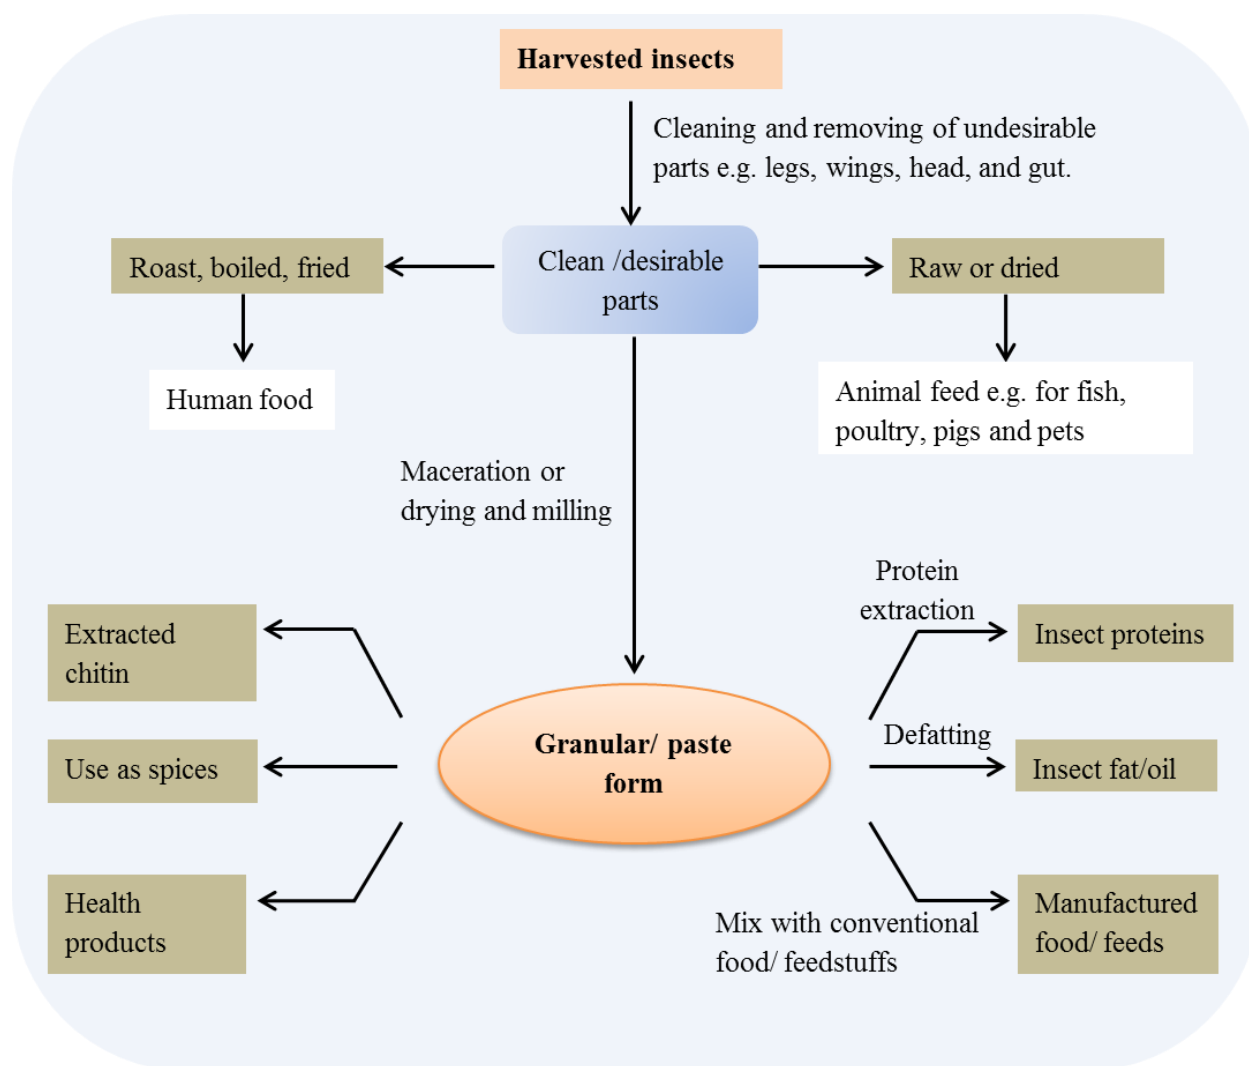 Harvested insects
Cleaning and removing of undesirable
parts e.g. legs, wings, head, and gut.
Roast, boiled, fried
Clean /desirable
parts
Raw or dried
Human food
Animal feed e.g. for fish,
poultry, pigs and pets
Maceration or
drying and milling
Protein
extraction
Extracted
chitin
Insect proteins
Use as spices
Granular/ paste
form
Defatting
Insect fat/oil
Health
products
Mix with conventional
food/ feedstuffs
Manufactured
food/ feeds